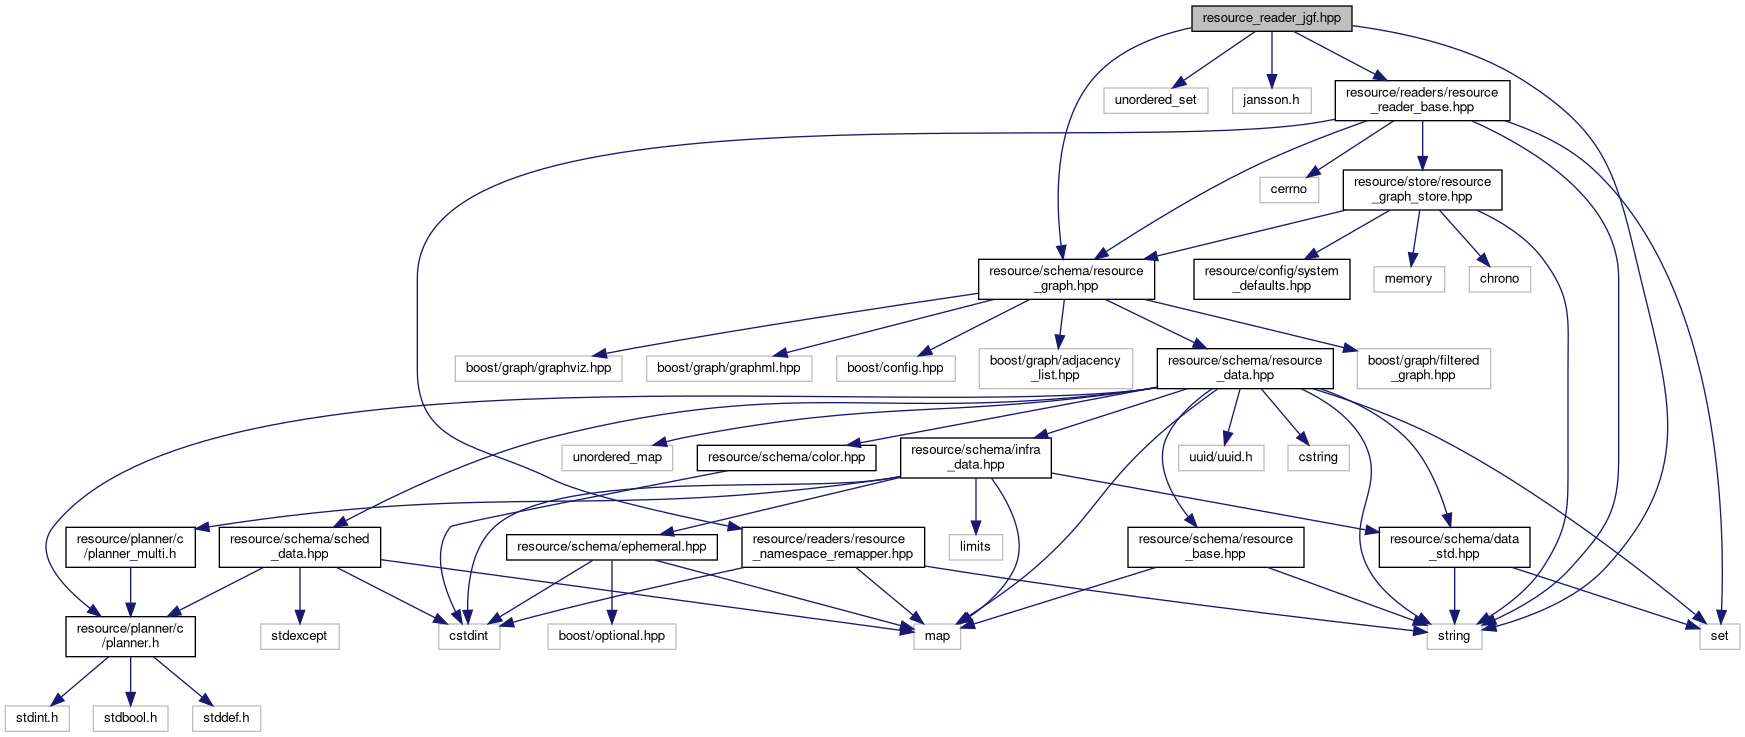 resource_reader_jgf.hpp
unordered_set
jansson.h
resource/readers/resource
_reader_base.hpp
cerrno
resource/store/resource
_graph_store.hpp
resource/schema/resource
_graph.hpp
resource/config/system
_defaults.hpp
memory
chrono
boost/graph/graphviz.hpp
boost/graph/graphml.hpp
boost/config.hpp
boost/graph/adjacency
_list.hpp
resource/schema/resource
_data.hpp
boost/graph/filtered
_graph.hpp
unordered_map
resource/schema/color.hpp
resource/schema/infra
_data.hpp
uuid/uuid.h
cstring
resource/planner/c
/planner_multi.h
resource/schema/sched
_data.hpp
resource/schema/ephemeral.hpp
resource/readers/resource
_namespace_remapper.hpp
limits
resource/schema/resource
_base.hpp
resource/schema/data
_std.hpp
resource/planner/c
/planner.h
stdexcept
cstdint
boost/optional.hpp
map
string
set
stdint.h
stdbool.h
stddef.h